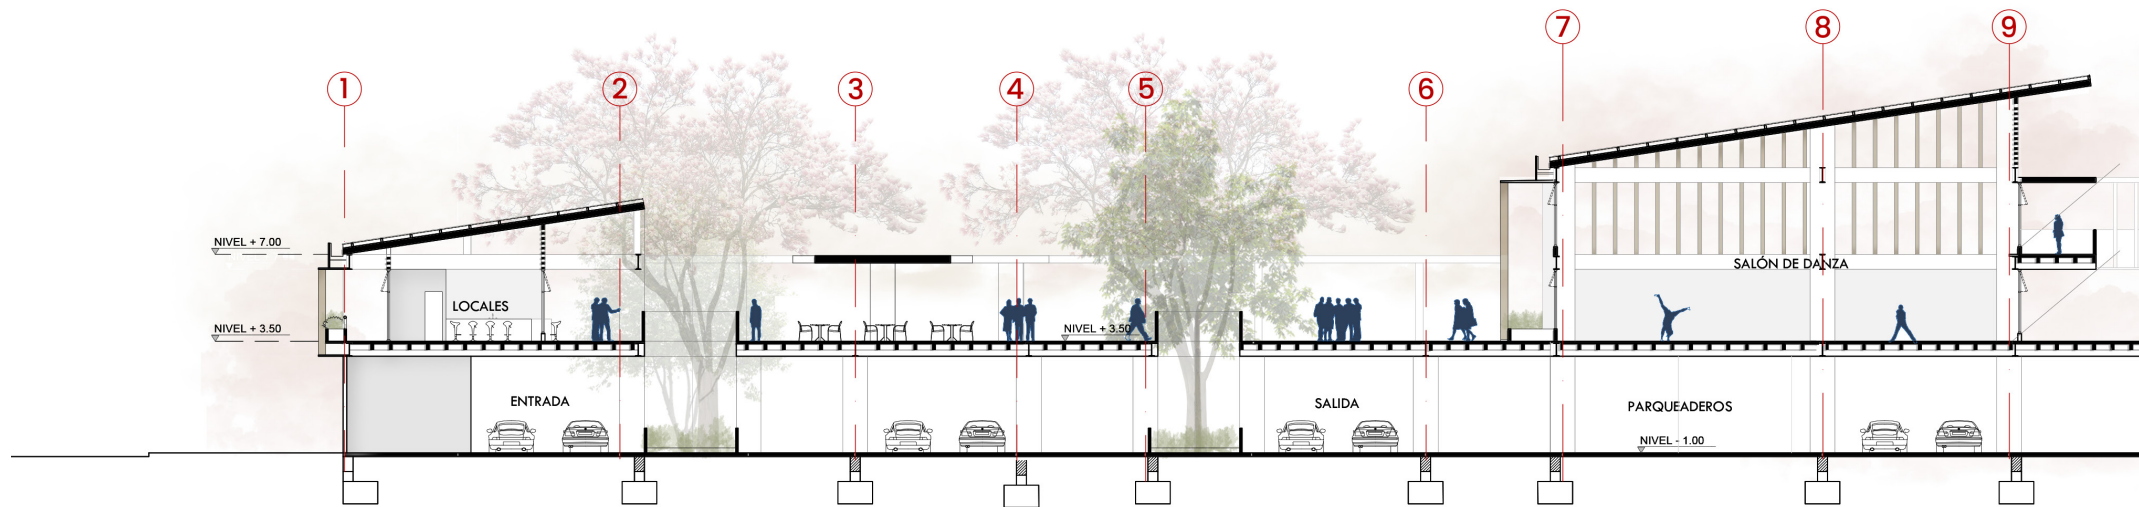 1
2
3
4
5
6
7
8
9
NIVEL + 7.00
SALÓN DE DANZA
LOCALES
NIVEL + 3.50
NIVEL + 3.50
ENTRADA
SALIDA
PARQUEADEROS
NIVEL - 1.00